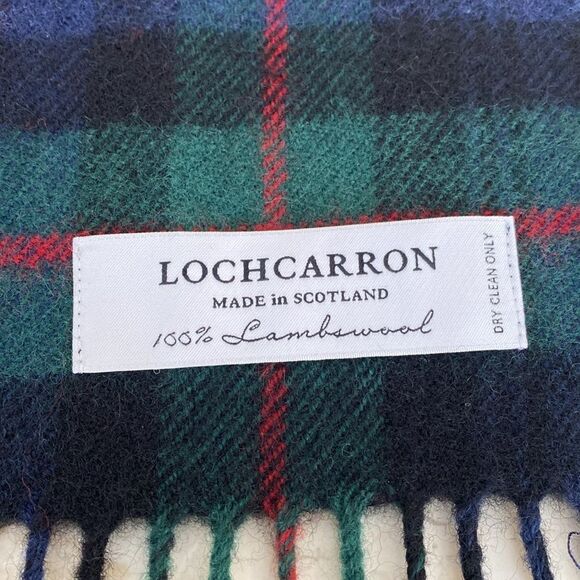 LOCHCARRON
MADE in SCOTLAND
100% Lambswool
DRY CLEAN ONLY